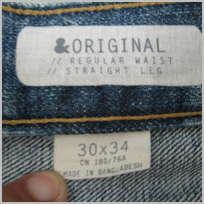 &ORIGINAL
// REGULAR WAIST
// STRAIGHT LEG
30x34
CN 180/76A
MADE IN BANGLADESH